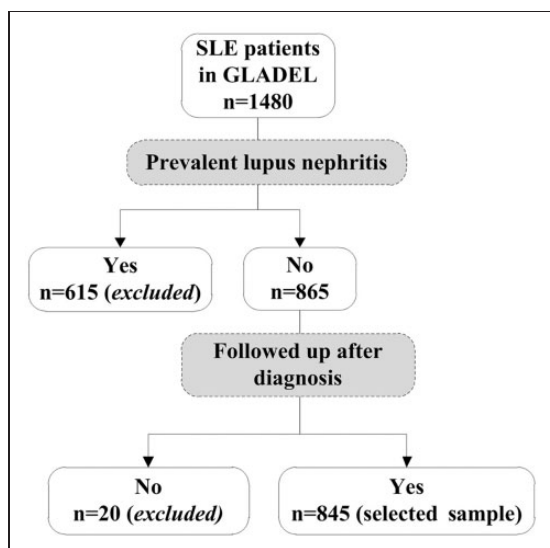 SLE patients
in GLADEL
n=1480
Prevalent lupus nephritis
Yes
n=615 (excluded)
No
n=865
Followed up after
diagnosis
No
n=20 (excluded)
Yes
n=845 (selected sample)